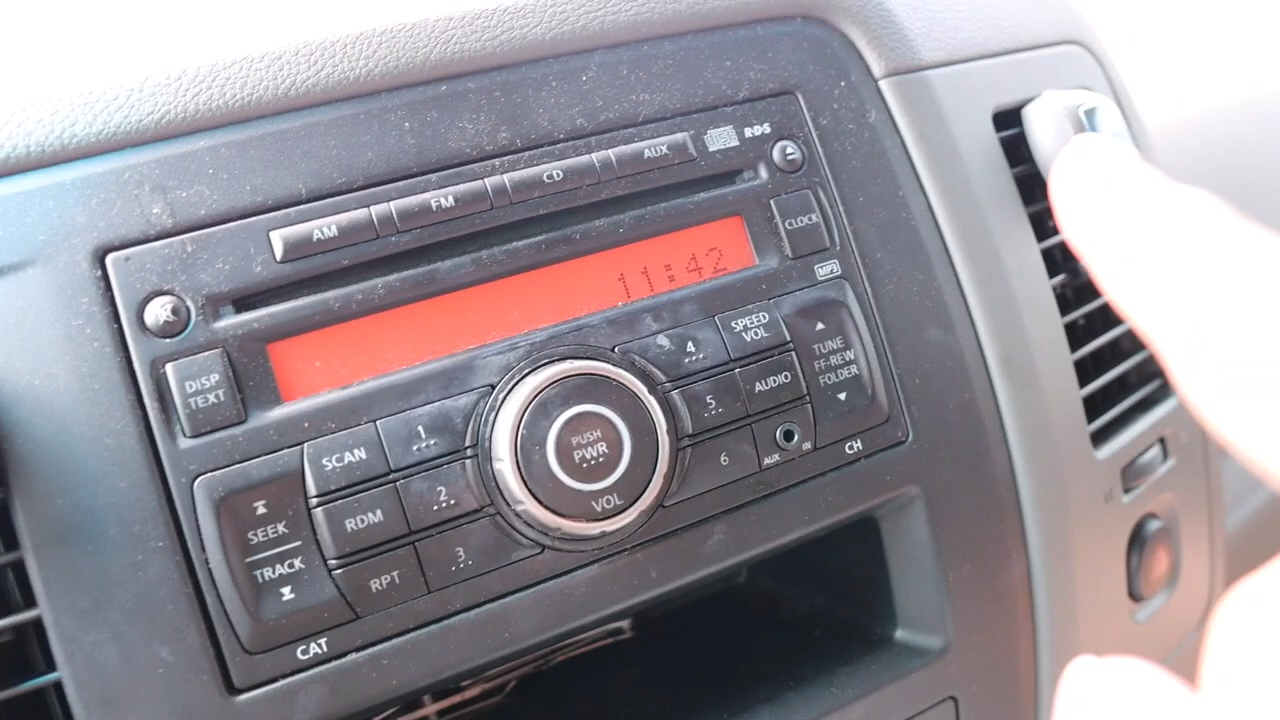 AM
FM
CD
AUX
disc
R·D·S
CLOCK
11:42
MP3
DISP
TEXT
SCAN
1
4
SPEED
VOL
TUNE
FF·REW
FOLDER
RDM
2
PUSH
PWR
VOL
5
AUDIO
SEEK
TRACK
RPT
3
6
AUX
IN
CAT
CH